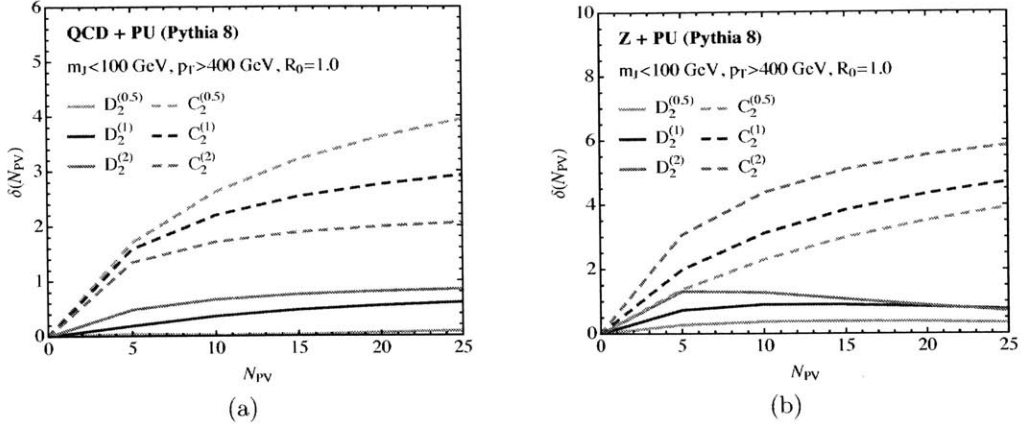 QCD + PU (Pythia 8)
m_J<100 GeV, p_T>400 GeV, R_0=1.0
D_2^(0.5) C_2^(0.5)
D_2^(1) C_2^(1)
D_2^(2) C_2^(2)
δ(N_PV)
6
5
4
3
2
1
0
0 5 10 15 20 25
N_PV
(a)
Z + PU (Pythia 8)
m_J<100 GeV, p_T>400 GeV, R_0=1.0
D_2^(0.5) C_2^(0.5)
D_2^(1) C_2^(1)
D_2^(2) C_2^(2)
δ(N_PV)
10
8
6
4
2
0
0 5 10 15 20 25
N_PV
(b)